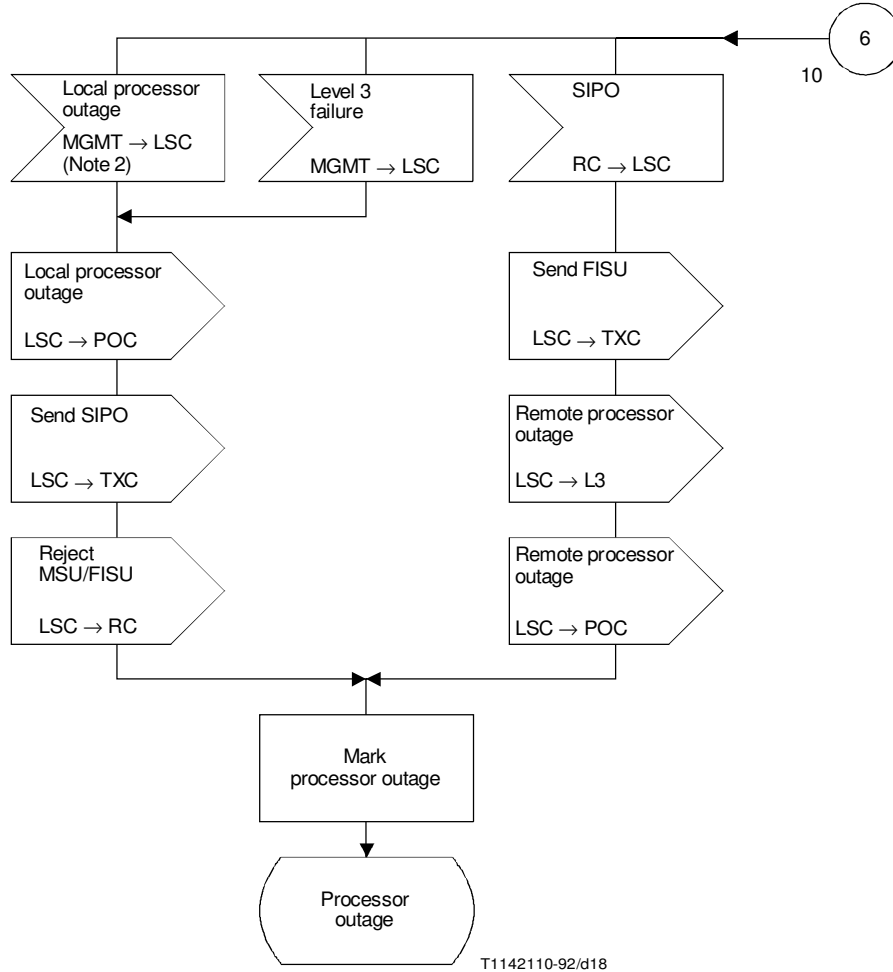 6
10
Local processor
outage
MGMT → LSC
(Note 2)
Level 3
failure
MGMT → LSC
SIPO
RC → LSC
Local processor
outage
LSC → POC
Send FISU
LSC → TXC
Send SIPO
LSC → TXC
Remote processor
outage
LSC → L3
Reject
MSU/FISU
LSC → RC
Remote processor
outage
LSC → POC
Mark
processor outage
Processor
outage
T1142110-92/d18